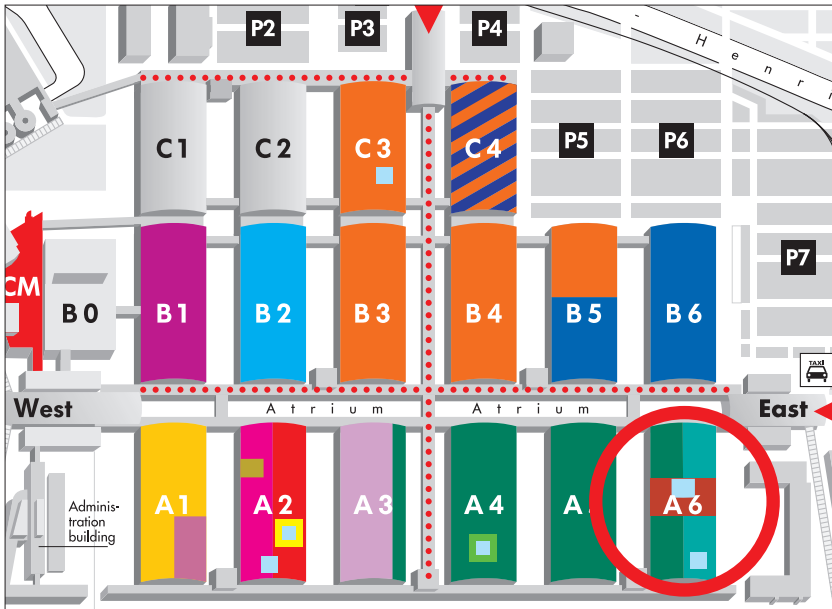 P2
P3
P4
H e n r i
C1
C2
C3
C4
P5
P6
P7
CM
B0
B1
B2
B3
B4
B5
B6
TAXI
West
Atrium
Atrium
East
Adminis-
tration
building
A1
A2
A3
A4
A
A6